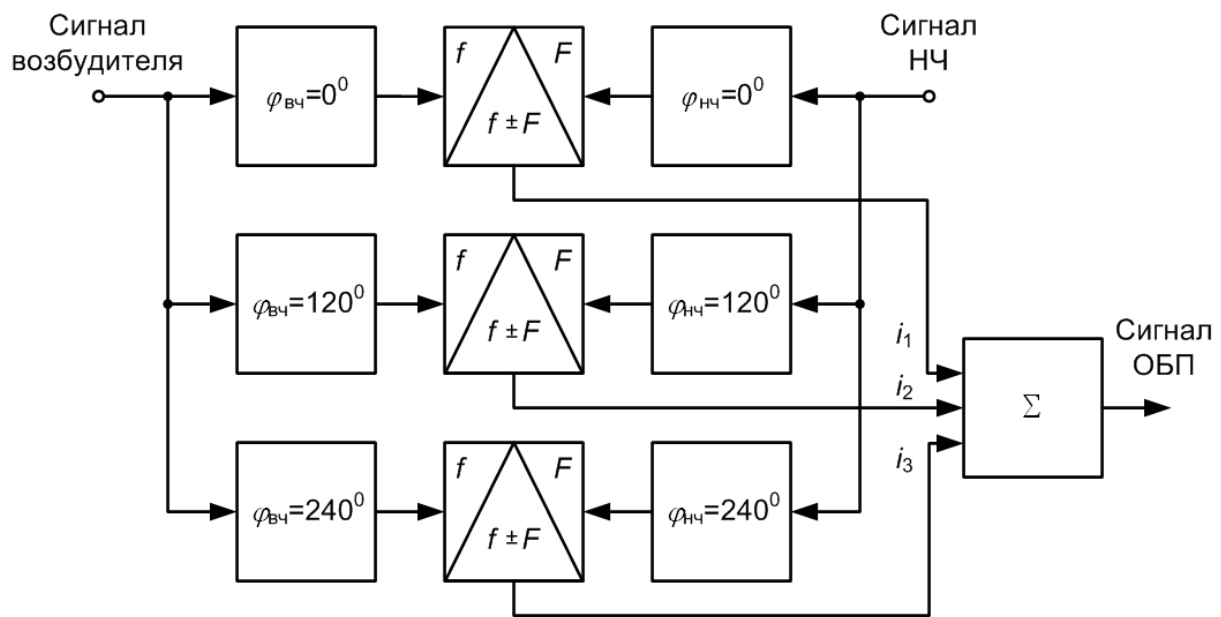 Сигнал
возбудителя
Сигнал
НЧ
φвч=0⁰
f
F
f ± F
φнч=0⁰
φвч=120⁰
f
F
f ± F
φнч=120⁰
i₁
i₂
i₃
Σ
Сигнал
ОБП
φвч=240⁰
f
F
f ± F
φнч=240⁰